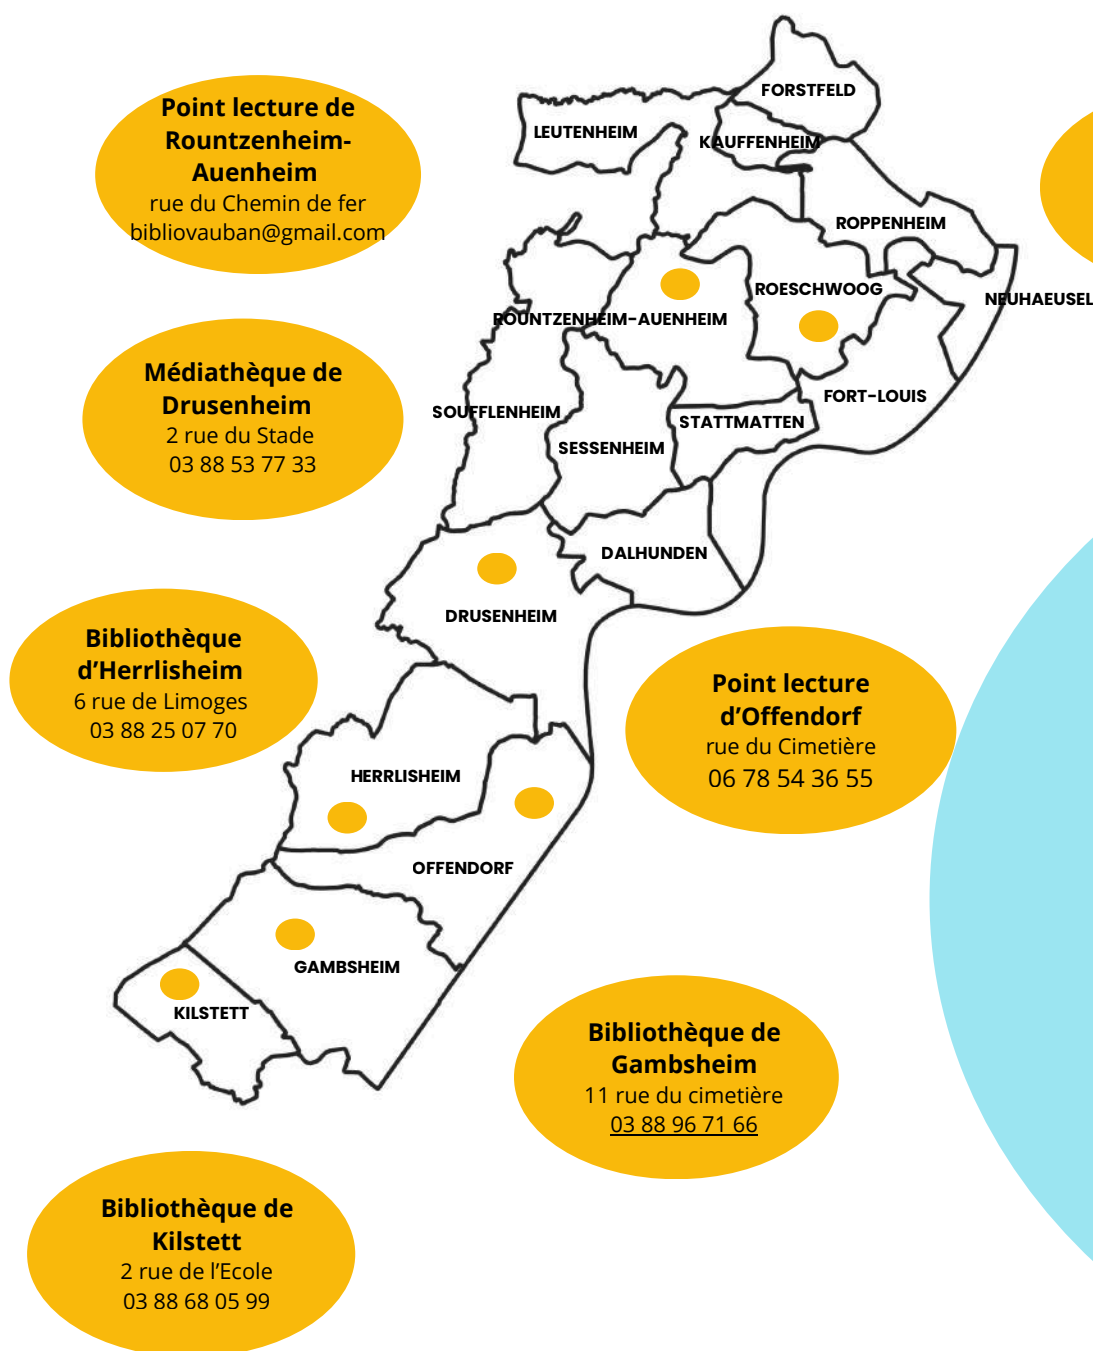 Point lecture de
Rountzenheim-
Auenheim
rue du Chemin de fer
bibliovauban@gmail.com
Médiathèque de
Drusenheim
2 rue du Stade
03 88 53 77 33
Bibliothèque
d'Herrlisheim
6 rue de Limoges
03 88 25 07 70
FORSTFELD
LEUTENHEIM
KAUFFENHEIM
ROPPENHEIM
ROESCHWOOG
NEUHAEUSEL
ROUNTZENHEIM-AUENHEIM
FORT-LOUIS
SOUFFLENHEIM
STATTMATTEN
SESSENHEIM
DALHUNDEN
DRUSENHEIM
HERRLISHEIM
OFFENDORF
GAMBSHEIM
KILSTETT
Point lecture
d'Offendorf
rue du Cimetière
06 78 54 36 55
Bibliothèque de
Gambsheim
11 rue du cimetière
03 88 96 71 66
Bibliothèque de
Kilstett
2 rue de l'Ecole
03 88 68 05 99